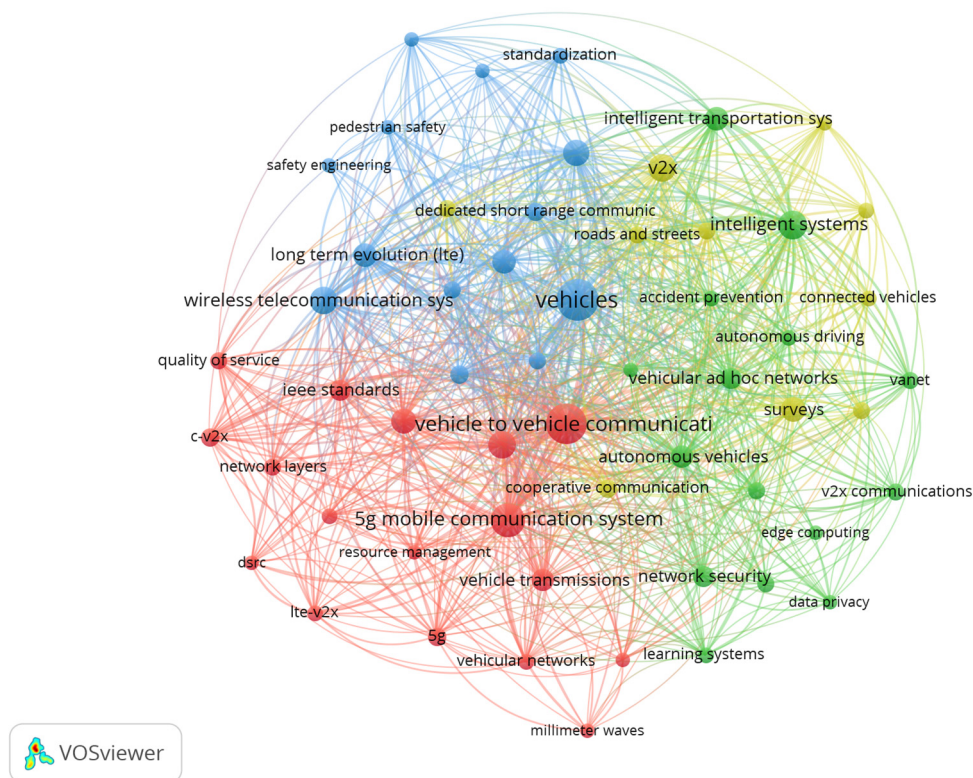 standardization
intelligent transportation sys
pedestrian safety
safety engineering
v2x
dedicated short range communic
intelligent systems
roads and streets
long term evolution (lte)
wireless telecommunication sys
vehicles
accident prevention
connected vehicles
autonomous driving
quality of service
vehicular ad hoc networks
vanet
ieee standards
surveys
vehicle to vehicle communicati
c-v2x
autonomous vehicles
network layers
cooperative communication
v2x communications
5g mobile communication system
edge computing
resource management
dsrc
vehicle transmissions
network security
data privacy
lte-v2x
5g
vehicular networks
learning systems
millimeter waves
VOSviewer